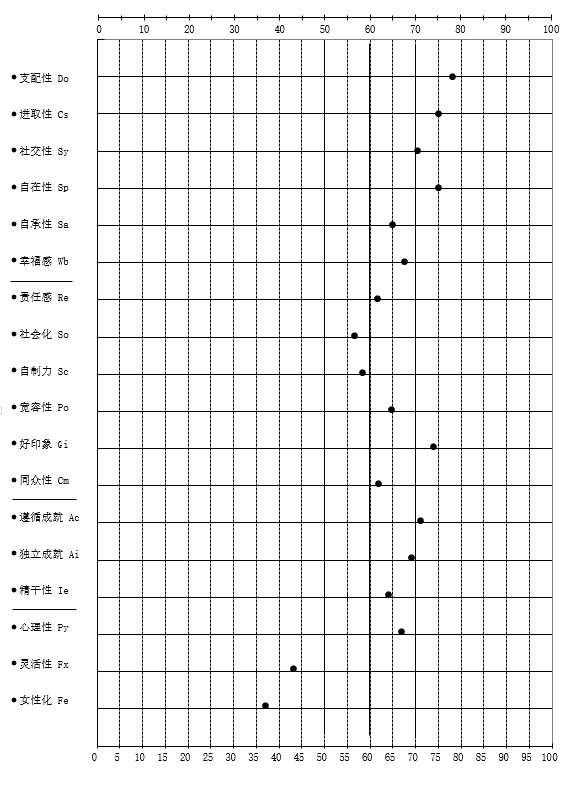 0 10 20 30 40 50 60 70 80 90 100
● 支配性 Do
● 进取性 Cs
● 社交性 Sy
● 自在性 Sp
● 自承性 Sa
● 幸福感 Wb
● 责任感 Re
● 社会化 So
● 自制力 Sc
● 宽容性 Po
● 好印象 Gi
● 同众性 Cm
● 遵循成就 Ac
● 独立成就 Ai
● 精干性 Ie
● 心理性 Py
● 灵活性 Fx
● 女性化 Fe
0 5 10 15 20 25 30 35 40 45 50 55 60 65 70 75 80 85 90 95 100